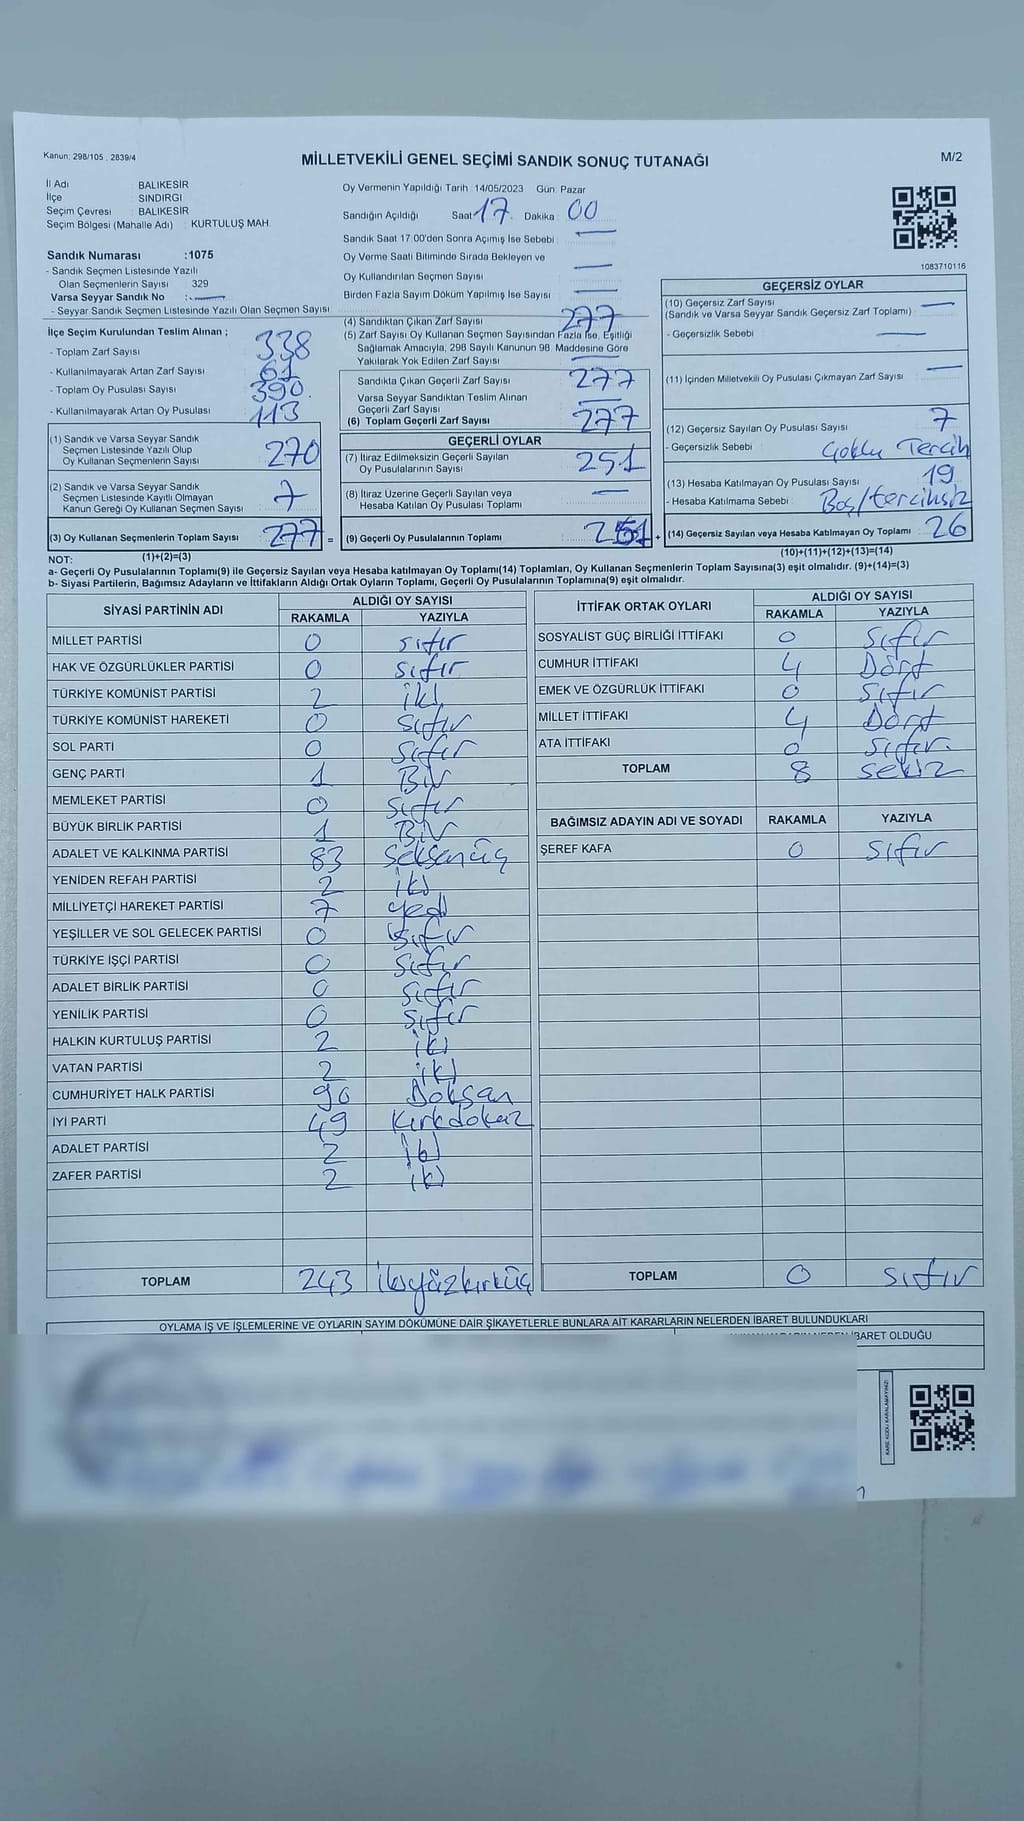 Kanun: 298/105 , 2839/4
MİLLETVEKİLİ GENEL SEÇİMİ SANDIK SONUÇ TUTANAĞI
M/2
İl Adı BALIKESİR
İlçe SINDIRGI
Seçim Çevresi : BALIKESİR
Seçim Bölgesi (Mahalle Adı) : KURTULUŞ MAH.
Sandık Numarası :1075
- Sandık Seçmen Listesinde Yazılı
Olan Seçmenlerin Sayısı 329
Varsa Seyyar Sandık No :
- Seyyar Sandık Seçmen Listesinde Yazılı Olan Seçmen Sayısı
Oy Vermenin Yapıldığı Tarih :14/05/2023 Gün: Pazar
Sandığın Açıldığı Saat 17 Dakika : 00
Sandık Saat 17.00'den Sonra Açımış İse Sebebi :
Oy Verme Saati Bitiminde Sırada Bekleyen ve
Oy Kullandırılan Seçmen Sayısı
Birden Fazla Sayım Döküm Yapılmış İse Sayısı
1083710116
İlçe Seçim Kurulundan Teslim Alınan ;
- Toplam Zarf Sayısı 338
- Kullanılmayarak Artan Zarf Sayısı 61
- Toplam Oy Pusulası Sayısı 390
- Kullanılmayarak Artan Oy Pusulası 113
(1) Sandık ve Varsa Seyyar Sandık
Seçmen Listesinde Yazılı Olup
Oy Kullanan Seçmenlerin Sayısı 270
(2) Sandık ve Varsa Seyyar Sandık
Seçmen Listesinde Kayıtlı Olmayan
Kanun Gereği Oy Kullanan Seçmen Sayısı 7
(3) Oy Kullanan Seçmenlerin Toplam Sayısı 277 =
(4) Sandıktan Çıkan Zarf Sayısı 277
(5) Zarf Sayısı Oy Kullanan Seçmen Sayısından Fazla İse, Eşitliği
Sağlamak Amacıyla, 298 Sayılı Kanunun 98. Maddesine Göre
Yakılarak Yok Edilen Zarf Sayısı
Sandıkta Çıkan Geçerli Zarf Sayısı 277
Varsa Seyyar Sandıktan Teslim Alınan
Geçerli Zarf Sayısı
(6) Toplam Geçerli Zarf Sayısı 277
GEÇERLİ OYLAR
(7) İtiraz Edilmeksizin Geçerli Sayılan
Oy Pusulalarının Sayısı 251
(8) İtiraz Üzerine Geçerli Sayılan veya
Hesaba Katılan Oy Pusulası Toplamı
(9) Geçerli Oy Pusulalarının Toplamı 251 +
GEÇERSİZ OYLAR
(10) Geçersiz Zarf Sayısı
(Sandık ve Varsa Seyyar Sandık Geçersiz Zarf Toplamı)
- Geçersizlik Sebebi :
(11) İçinden Milletvekili Oy Pusulası Çıkmayan Zarf Sayısı
(12) Geçersiz Sayılan Oy Pusulası Sayısı 7
- Geçersizlik Sebebi : Çoklu Tercih
(13) Hesaba Katılmayan Oy Pusulası Sayısı 19
- Hesaba Katılmama Sebebi : Boş/tercihsiz
(14) Geçersiz Sayılan veya Hesaba Katılmayan Oy Toplamı : 26
NOT: (1)+(2)=(3) (10)+(11)+(12)+(13)=(14)
a- Geçerli Oy Pusulalarının Toplamı(9) ile Geçersiz Sayılan veya Hesaba katılmayan Oy Toplamı(14) Toplamları, Oy Kullanan Seçmenlerin Toplam Sayısına(3) eşit olmalıdır. (9)+(14)=(3)
b- Siyasi Partilerin, Bağımsız Adayların ve İttifakların Aldığı Ortak Oyların Toplamı, Geçerli Oy Pusulalarının Toplamına(9) eşit olmalıdır.
SİYASİ PARTİNİN ADI ALDIĞI OY SAYISI
RAKAMLA YAZIYLA
MİLLET PARTİSİ 0 sıfır
HAK VE ÖZGÜRLÜKLER PARTİSİ 0 sıfır
TÜRKİYE KOMÜNİST PARTİSİ 2 iki
TÜRKİYE KOMÜNİST HAREKETİ 0 sıfır
SOL PARTİ 0 sıfır
GENÇ PARTİ 1 Bir
MEMLEKET PARTİSİ 0 sıfır
BÜYÜK BİRLİK PARTİSİ 1 Bir
ADALET VE KALKINMA PARTİSİ 83 seksenüç
YENİDEN REFAH PARTİSİ 2 iki
MİLLİYETÇİ HAREKET PARTİSİ 7 yedi
YEŞİLLER VE SOL GELECEK PARTİSİ 0 sıfır
TÜRKİYE İŞÇİ PARTİSİ 0 sıfır
ADALET BİRLİK PARTİSİ 0 sıfır
YENİLİK PARTİSİ 0 sıfır
HALKIN KURTULUŞ PARTİSİ 2 iki
VATAN PARTİSİ 2 iki
CUMHURİYET HALK PARTİSİ 90 Doksan
İYİ PARTİ 49 Kırkdokuz
ADALET PARTİSİ 2 iki
ZAFER PARTİSİ 2 iki
TOPLAM 243 ikiyüzkırküç
İTTİFAK ORTAK OYLARI ALDIĞI OY SAYISI
RAKAMLA YAZIYLA
SOSYALİST GÜÇ BİRLİĞİ İTTİFAKI 0 sıfır
CUMHUR İTTİFAKI 4 Dört
EMEK VE ÖZGÜRLÜK İTTİFAKI 0 sıfır
MİLLET İTTİFAKI 4 Dört
ATA İTTİFAKI 0 sıfır
TOPLAM 8 sekiz
BAĞIMSIZ ADAYIN ADI VE SOYADI RAKAMLA YAZIYLA
ŞEREF KAFA 0 sıfır
TOPLAM 0 sıfır
OYLAMA İŞ VE İŞLEMLERİNE VE OYLARIN SAYIM DÖKÜMÜNE DAİR ŞİKAYETLERLE BUNLARA AİT KARARLARIN NELERDEN İBARET BULUNDUKLARI
İBARET OLDUĞU
KARE KODU KARALAMAYINIZ!